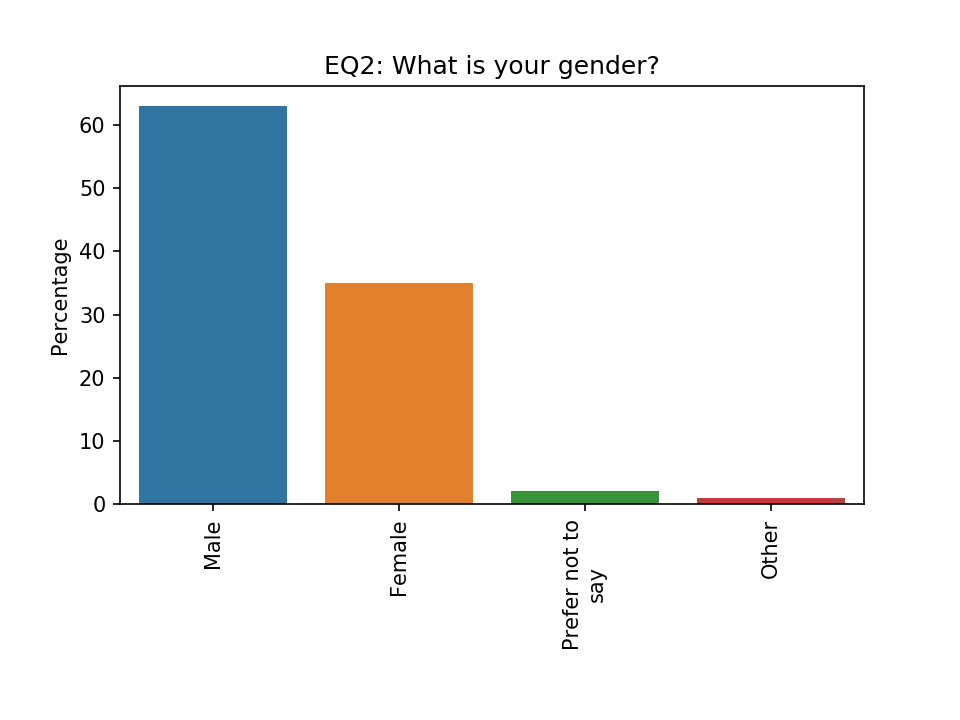 EQ2: What is your gender?
Percentage
60
50
40
30
20
10
0
Male
Female
Prefer not to
say
Other